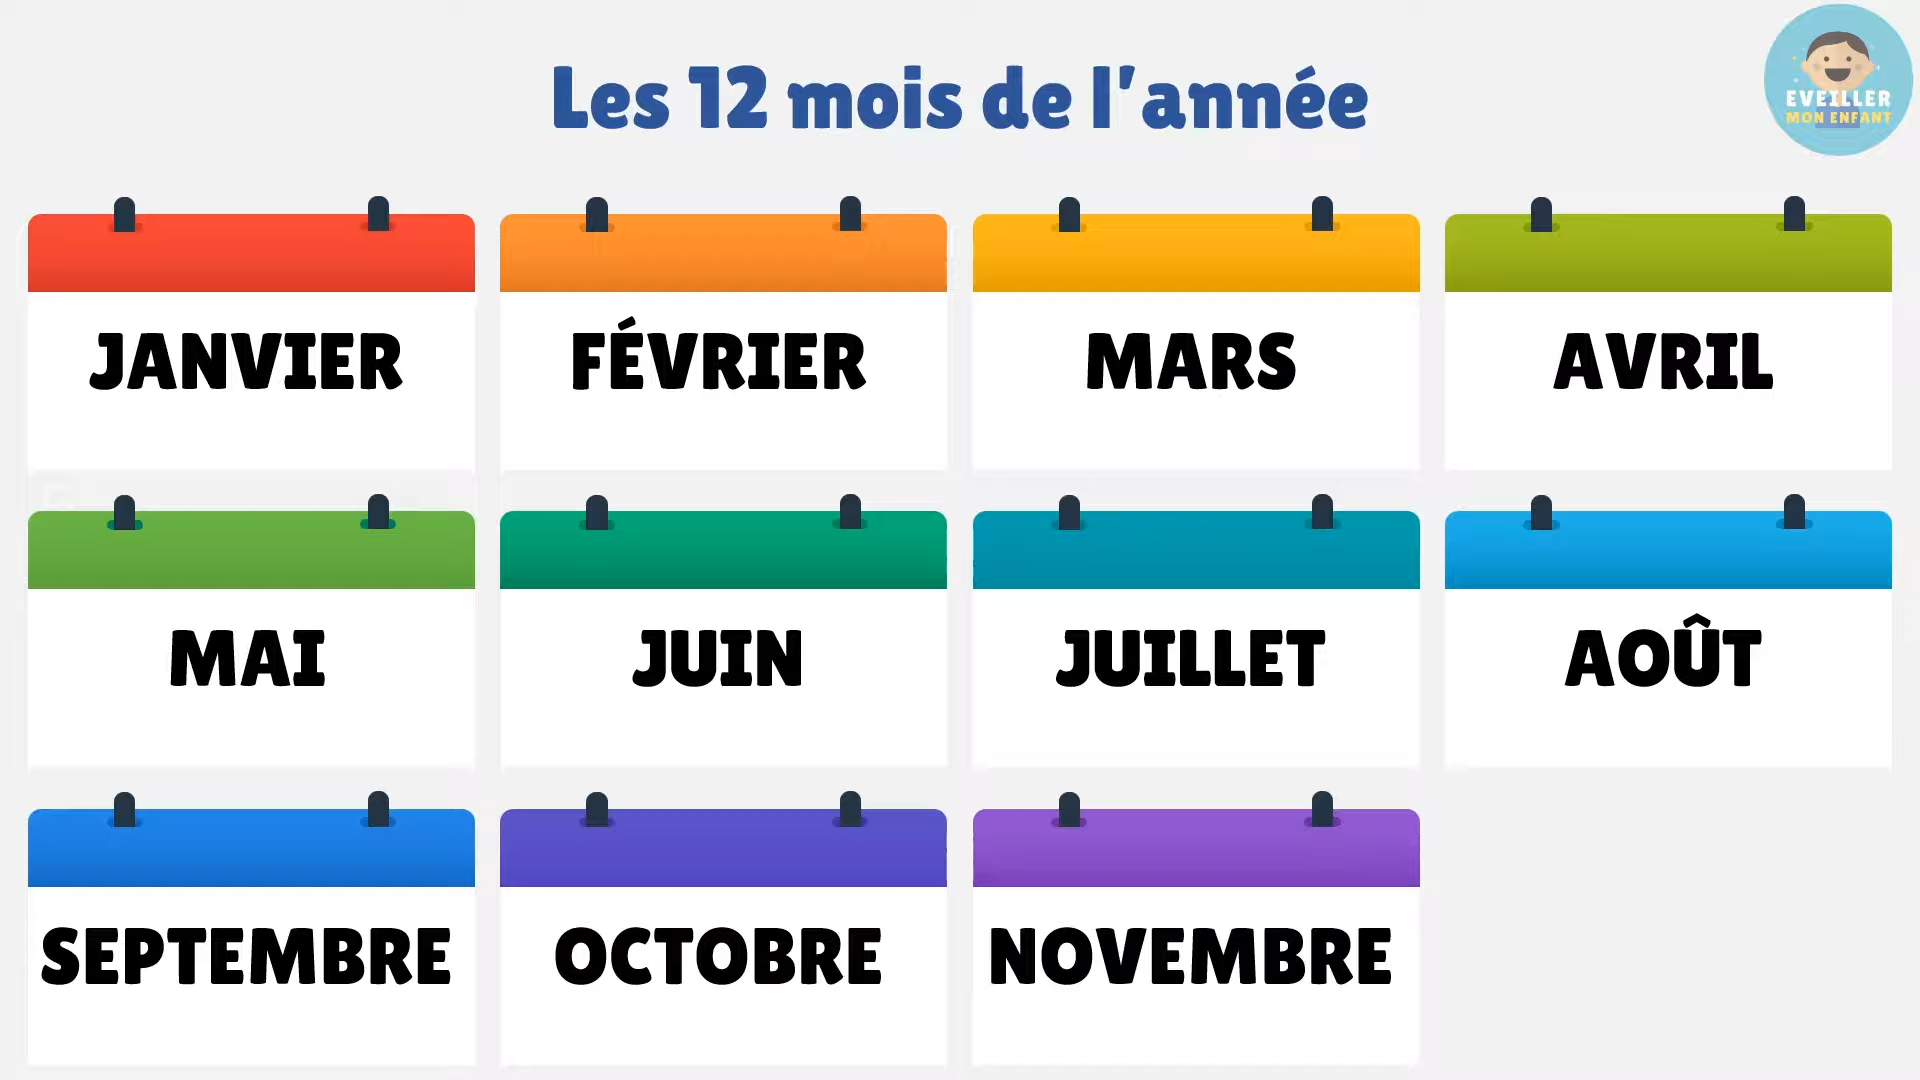 Les 12 mois de l'année
EVEILLER
MON ENFANT
JANVIER
FÉVRIER
MARS
AVRIL
MAI
JUIN
JUILLET
AOÛT
SEPTEMBRE
OCTOBRE
NOVEMBRE